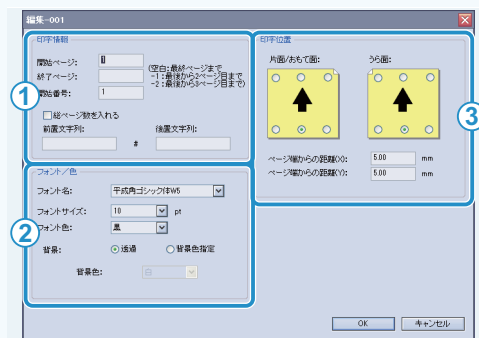 編集-001
印字情報
開始ページ:
1
(空白:最終ページまで
-1:最後から2ページ目まで
-2:最後から3ページ目まで)
終了ページ:
開始番号:
1
総ページ数を入れる
前置文字列:
後置文字列:
#
1
フォント/色
フォント名:
平成角ゴシック体W5
フォントサイズ:
10
pt
フォント色:
黒
背景:
透過
背景色指定
背景色:
白
2
印字位置
片面/おもて面:
うら面:
ページ端からの距離(X):
5.00
mm
ページ端からの距離(Y):
5.00
mm
3
OK
キャンセル